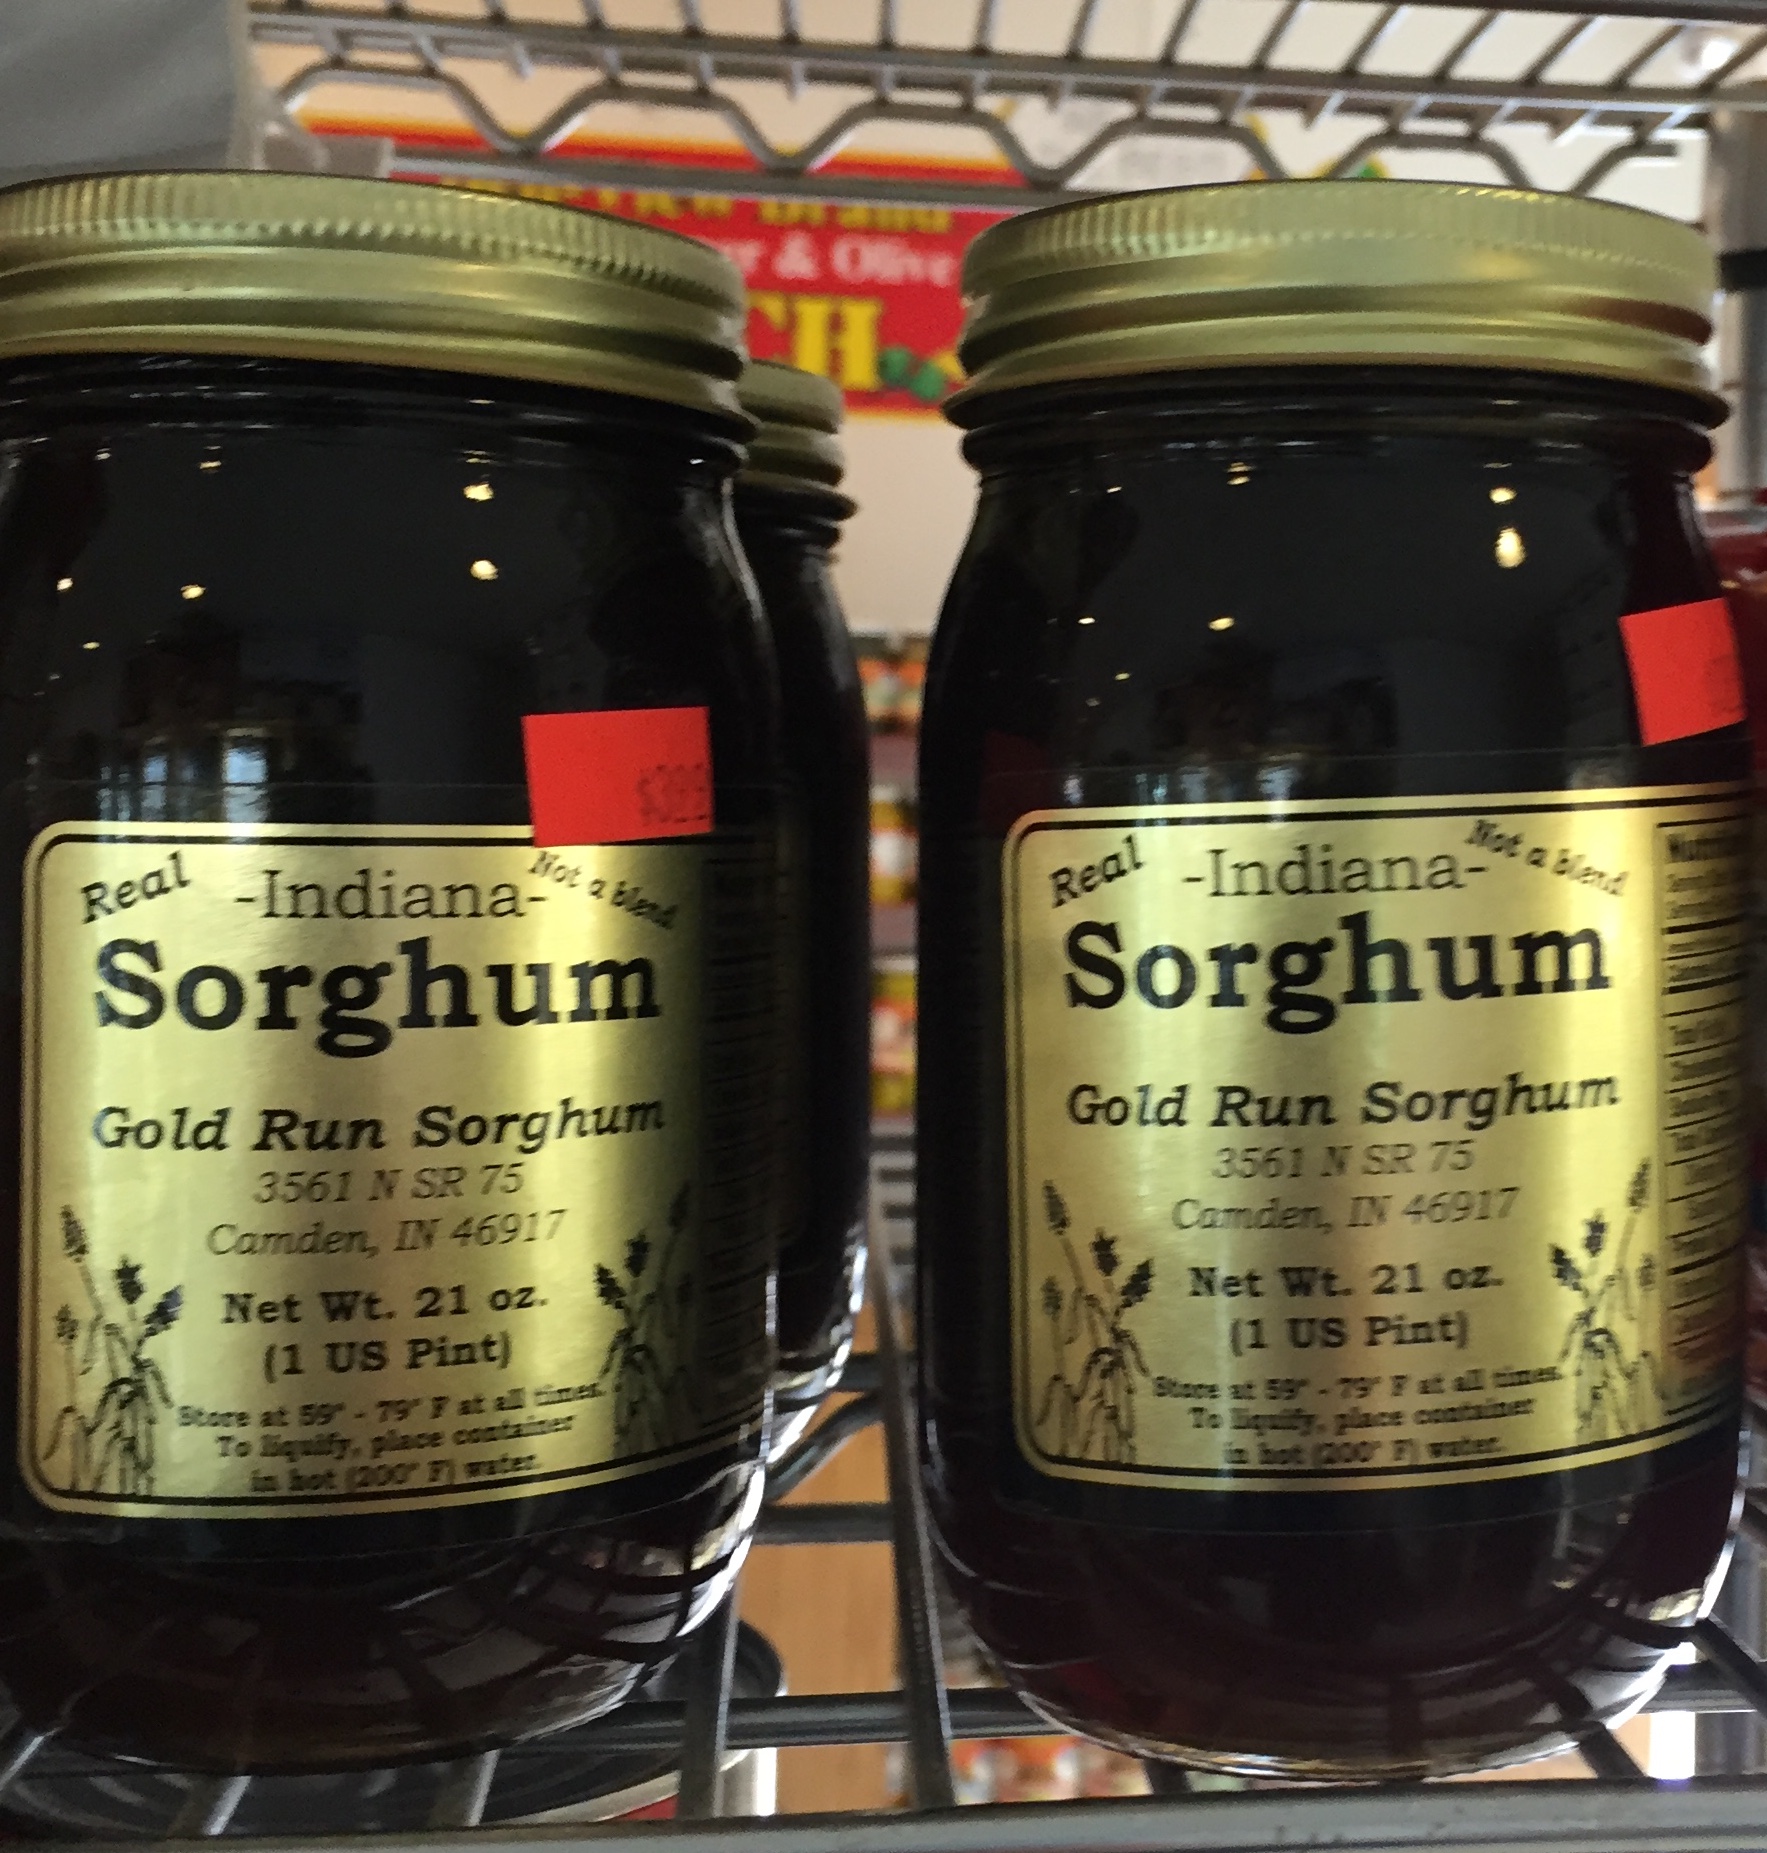 Brand
& Olive
CH
Real
-Indiana-
Not a blend
Sorghum
Gold Run Sorghum
3561 N SR 75
Camden, IN 46917
Net Wt. 21 oz.
(1 US Pint)
Store at 59° - 79° F at all times.
To liquify, place container
in hot (200° F) water.
Real
-Indiana-
Not a blend
Sorghum
Gold Run Sorghum
3561 N SR 75
Camden, IN 46917
Net Wt. 21 oz.
(1 US Pint)
Store at 59° - 79° F at all times.
To liquify, place container
in hot (200° F) water.